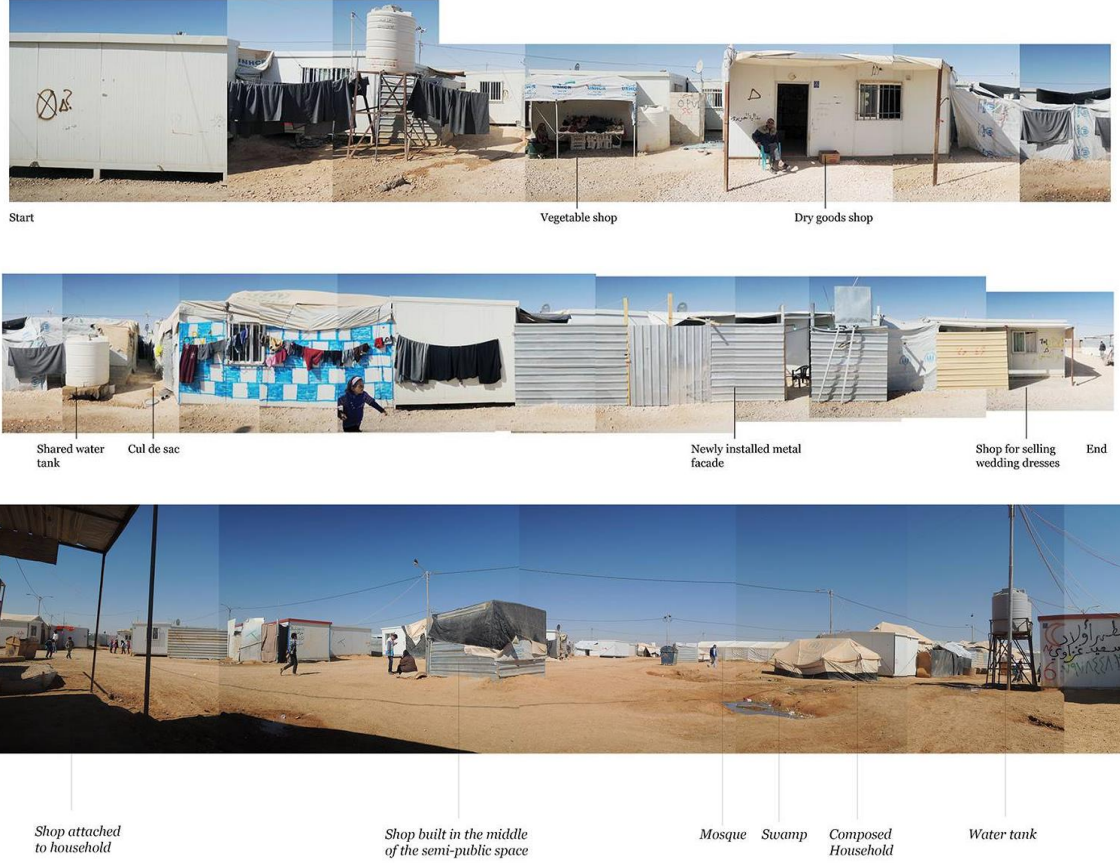 UNHCR
Start
Vegetable shop
Dry goods shop
Shared water
tank
Cul de sac
Newly installed metal
facade
Shop for selling
wedding dresses
End
أولاد
Shop attached
to household
Shop built in the middle
of the semi-public space
Mosque
Swamp
Composed
Household
Water tank